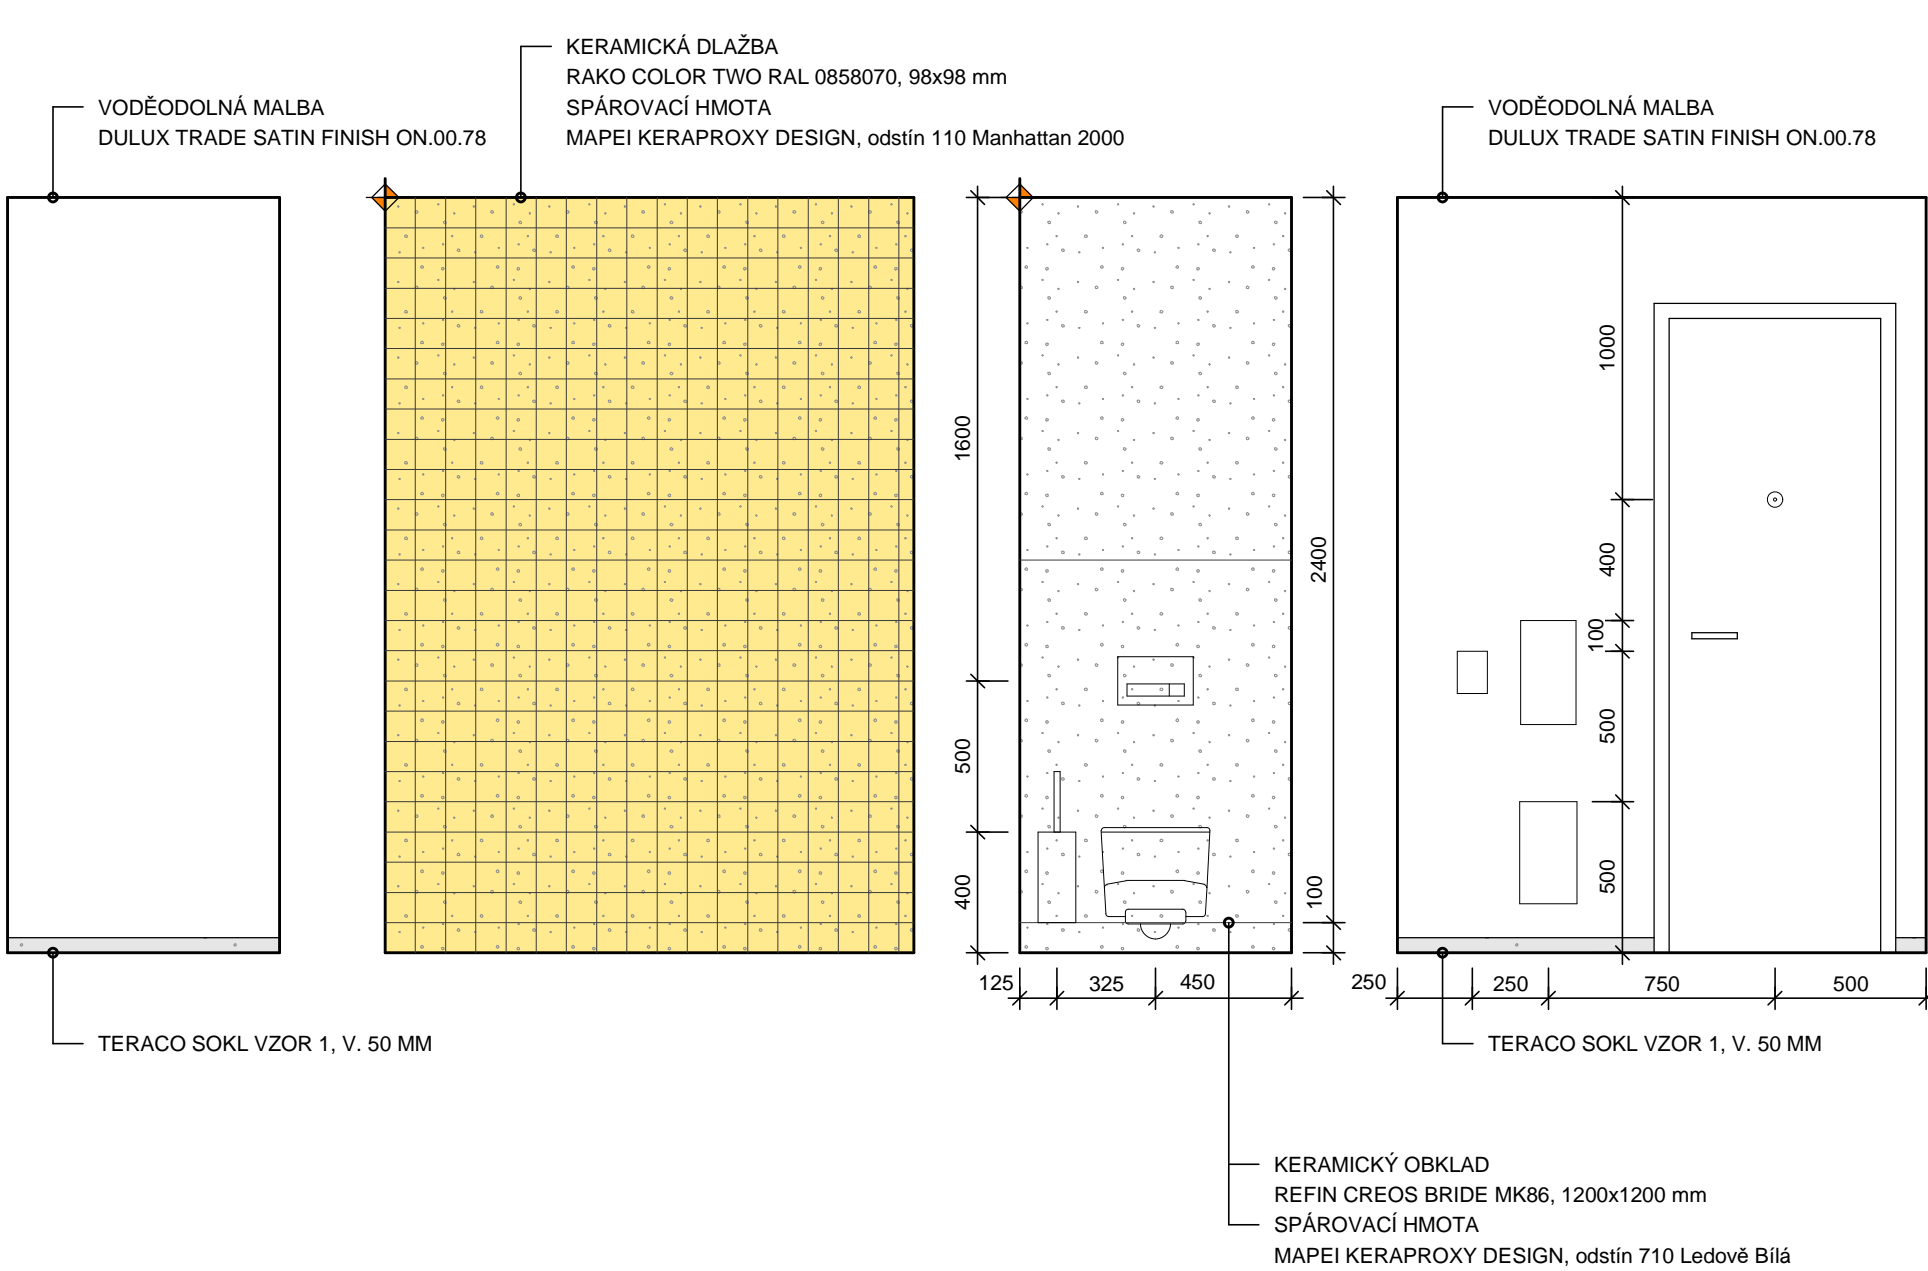 KERAMICKÁ DLAŽBA
RAKO COLOR TWO RAL 0858070, 98x98 mm
SPÁROVACÍ HMOTA
MAPEI KERAPROXY DESIGN, odstín 110 Manhattan 2000
VODĚODOLNÁ MALBA
DULUX TRADE SATIN FINISH ON.00.78
VODĚODOLNÁ MALBA
DULUX TRADE SATIN FINISH ON.00.78
1600
500
400
2400
100
1000
400
100
500
500
125
325
450
250
250
750
500
TERACO SOKL VZOR 1, V. 50 MM
TERACO SOKL VZOR 1, V. 50 MM
KERAMICKÝ OBKLAD
REFIN CREOS BRIDE MK86, 1200x1200 mm
SPÁROVACÍ HMOTA
MAPEI KERAPROXY DESIGN, odstín 710 Ledově Bílá